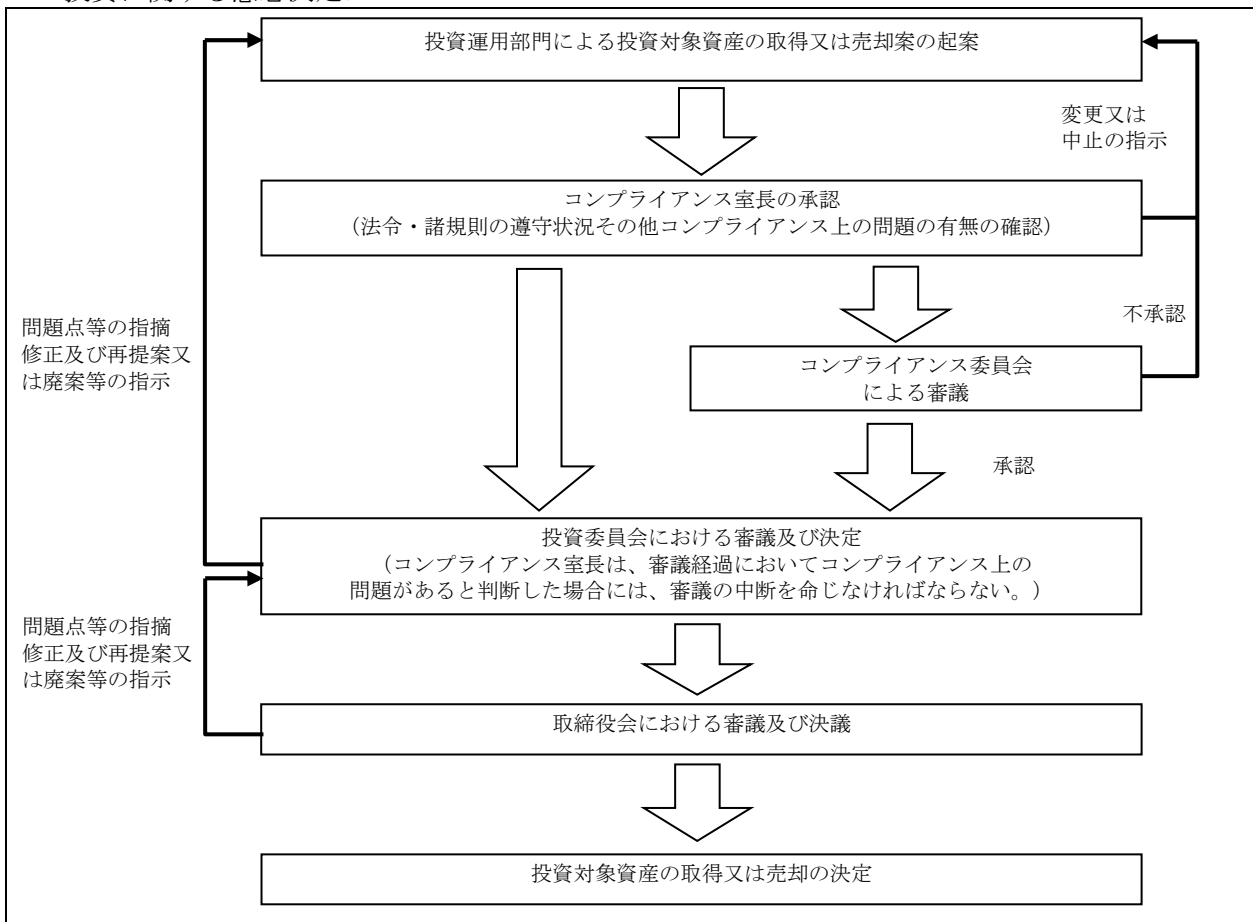 投資運用部門による投資対象資産の取得又は売却案の起案
変更又は
中止の指示
コンプライアンス室長の承認
（法令・諸規則の遵守状況その他コンプライアンス上の問題の有無の確認）
問題点等の指摘
修正及び再提案又
は廃案等の指示
不承認
コンプライアンス委員会
による審議
承認
投資委員会における審議及び決定
（コンプライアンス室長は、審議経過においてコンプライアンス上の
問題があると判断した場合には、審議の中断を命じなければならない。）
問題点等の指摘
修正及び再提案又
は廃案等の指示
取締役会における審議及び決議
投資対象資産の取得又は売却の決定